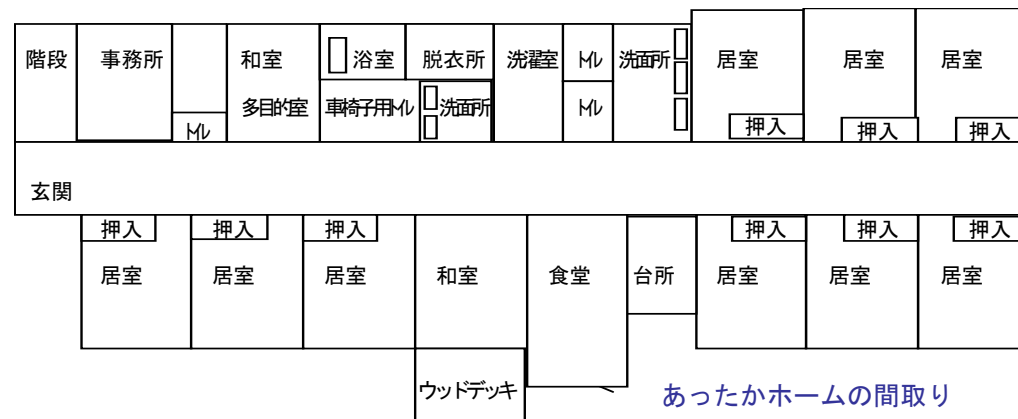 階段 事務所 和室 浴室 脱衣所 洗濯室 トイレ 洗面所 居室 居室 居室
多目的室 車椅子用トイレ 洗面所 トイレ
トイレ 押入 押入 押入
玄関
押入 押入 押入 押入 押入 押入
居室 居室 居室 和室 食堂 台所 居室 居室 居室
ウッドデッキ
あったかホームの間取り